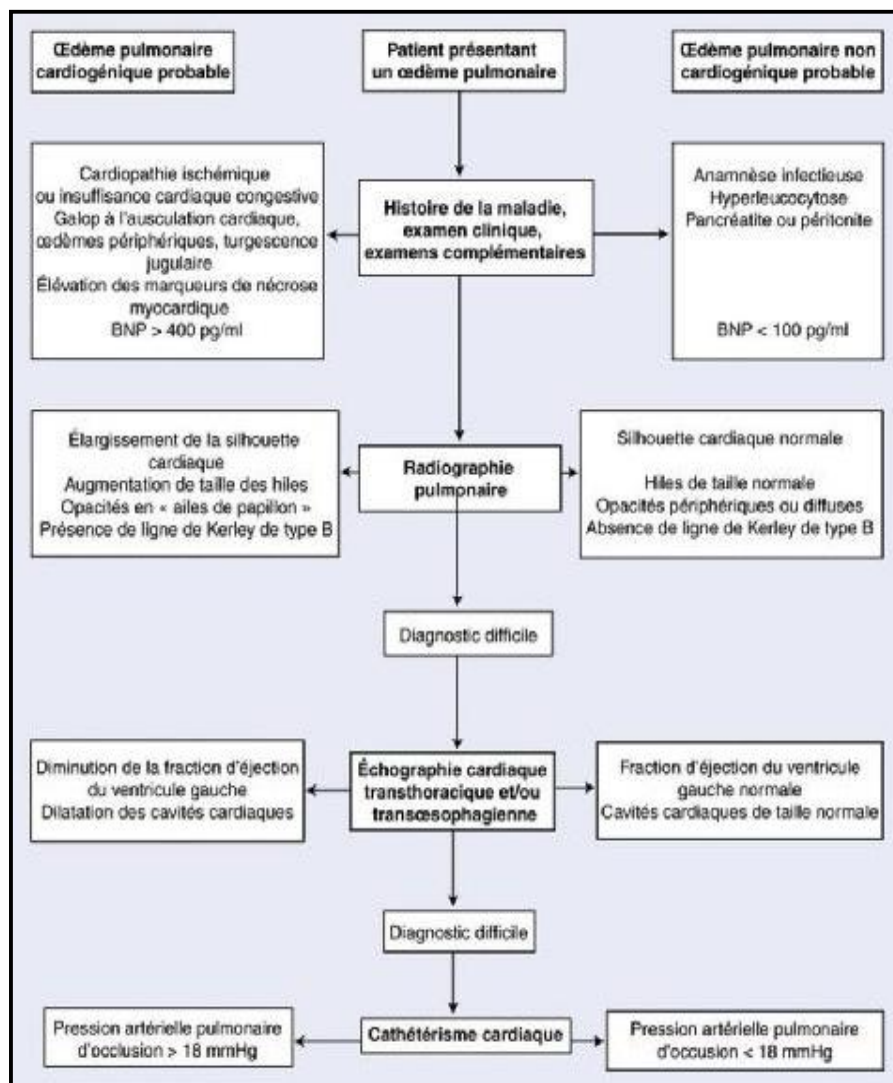 Œdème pulmonaire
cardiogénique probable
Patient présentant
un œdème pulmonaire
Œdème pulmonaire non
cardiogénique probable
Cardiopathie ischémique
ou insuffisance cardiaque congestive
Galop à l'ausculation cardiaque,
œdèmes périphériques, turgescence
jugulaire
Élévation des marqueurs de nécrose
myocardique
BNP > 400 pg/ml
Histoire de la maladie,
examen clinique,
examens complémentaires
Anamnèse infectieuse
Hyperleucocytose
Pancréatite ou péritonite
BNP < 100 pg/ml
Élargissement de la silhouette
cardiaque
Augmentation de taille des hiles
Opacités en « ailes de papillon »
Présence de ligne de Kerley de type B
Radiographie
pulmonaire
Silhouette cardiaque normale
Hiles de taille normale
Opacités périphériques ou diffuses
Absence de ligne de Kerley de type B
Diagnostic difficile
Diminution de la fraction d'éjection
du ventricule gauche
Dilatation des cavités cardiaques
Échographie cardiaque
transthoracique et/ou
transœsophagienne
Fraction d'éjection du ventricule
gauche normale
Cavités cardiaques de taille normale
Diagnostic difficile
Pression artérielle pulmonaire
d'occlusion > 18 mmHg
Cathétérisme cardiaque
Pression artérielle pulmonaire
d'occusion < 18 mmHg